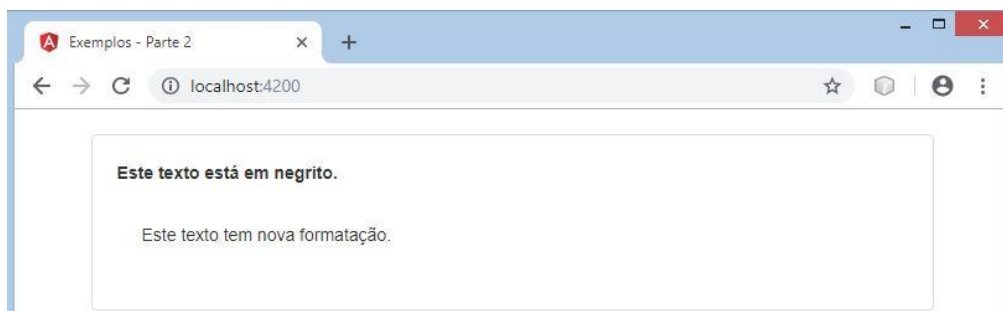 Exemplos - Parte 2
localhost:4200
Este texto está em negrito.
Este texto tem nova formatação.